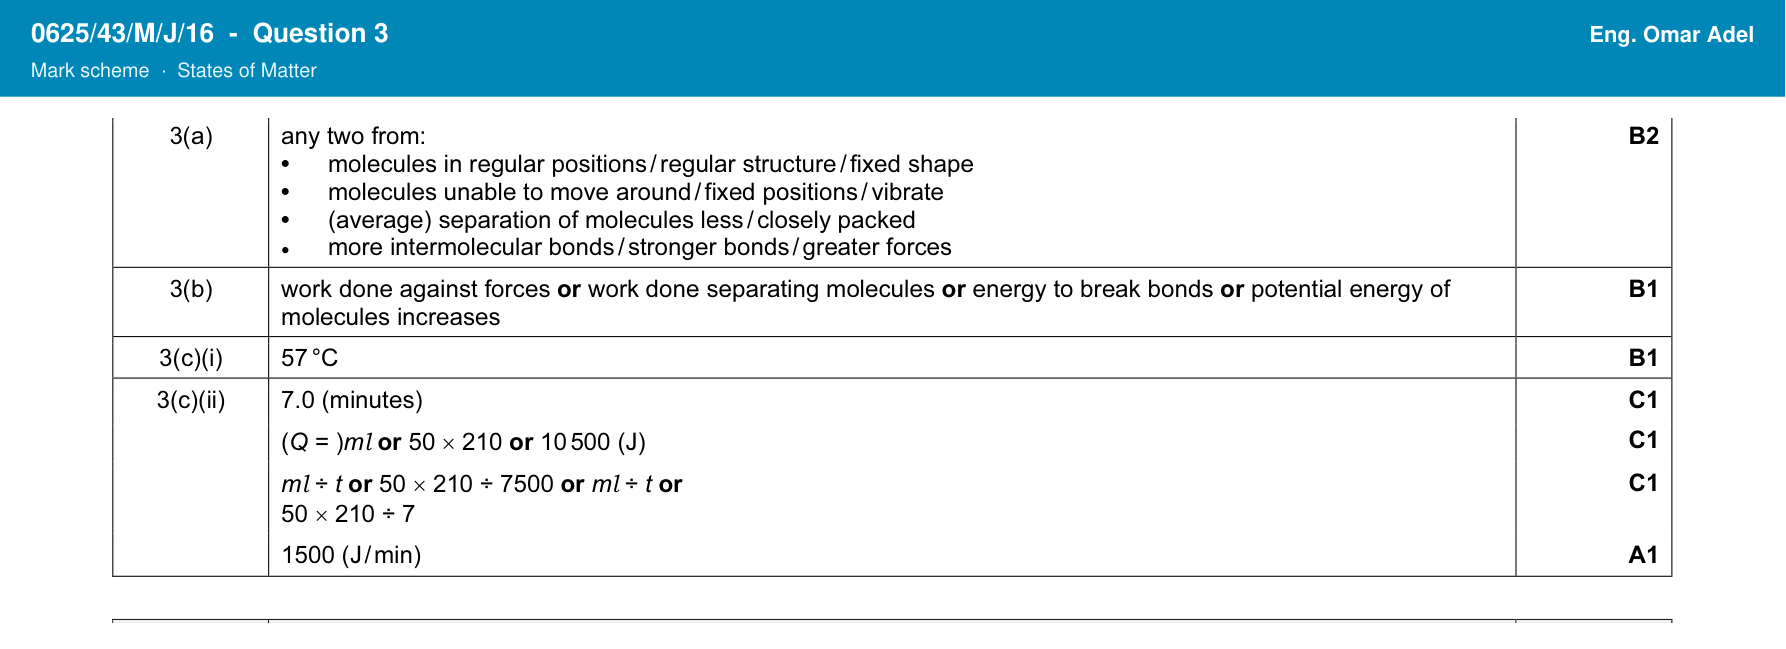 0625/43/M/J/16 - Question 3
Eng. Omar Adel
Mark scheme · States of Matter
3(a) any two from: B2
• molecules in regular positions/regular structure/fixed shape
• molecules unable to move around/fixed positions/vibrate
• (average) separation of molecules less/closely packed
• more intermolecular bonds/stronger bonds/greater forces
3(b) work done against forces or work done separating molecules or energy to break bonds or potential energy of B1
molecules increases
3(c)(i) 57 °C B1
3(c)(ii) 7.0 (minutes) C1
(Q = )ml or 50 × 210 or 10 500 (J) C1
ml ÷ t or 50 × 210 ÷ 7500 or ml ÷ t or C1
50 × 210 ÷ 7
1500 (J/min) A1